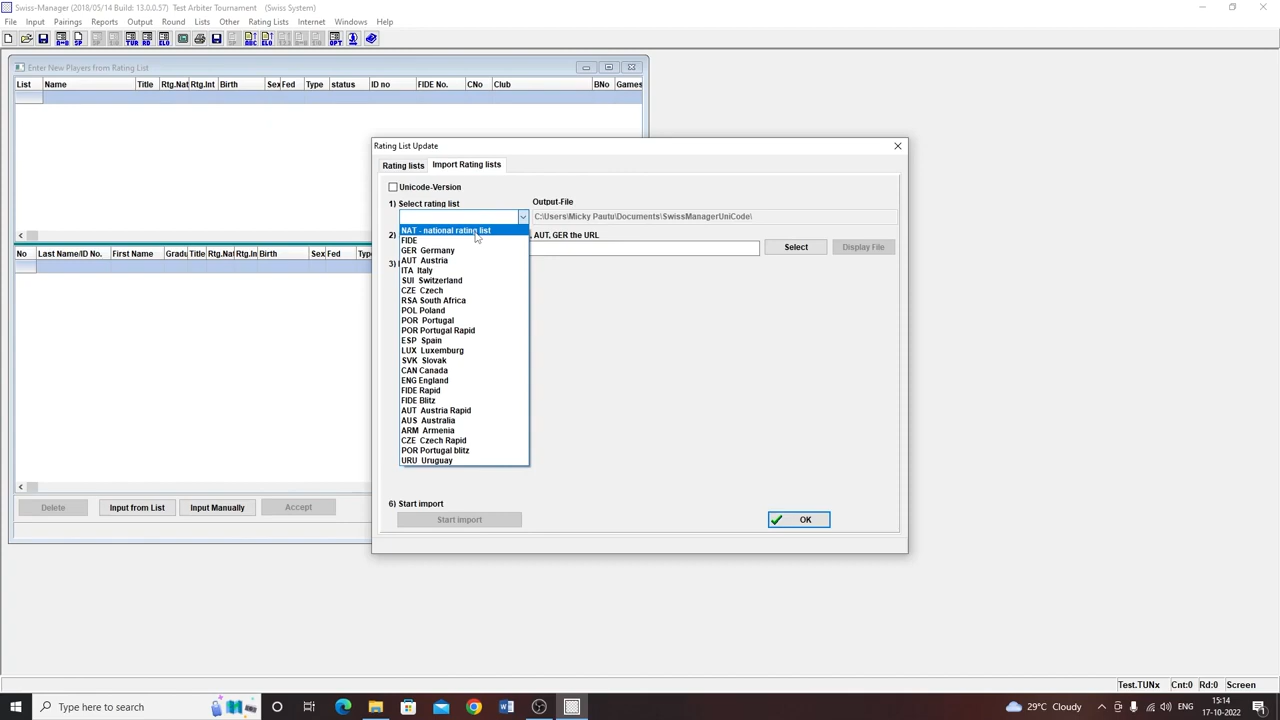 Swiss-Manager (2018/05/14 Build: 13.0.0.57) Test Arbiter Tournament (Swiss System)
File Input Pairings Reports Output Round Lists Other Rating Lists Internet Windows Help
Enter New Players from Rating List
List Name Title Rtg.Nat Rtg.Int Birth Sex Fed Type status ID no FIDE No. CNo Club BNo Games
Rating List Update
Rating lists Import Rating lists
Unicode-Version
1) Select rating list Output-File
C:\Users\Micky Pautu\Documents\SwissManagerUniCode\
NAT - national rating list
2) , AUT, GER the URL
FIDE
Select Display File
GER Germany
No Last Name/ID No. First Name Gradu Title Rtg.Nat Rtg.In Birth Sex Fed Typ
AUT Austria
3)
ITA Italy
SUI Switzerland
CZE Czech
RSA South Africa
POL Poland
POR Portugal
POR Portugal Rapid
ESP Spain
LUX Luxemburg
SVK Slovak
CAN Canada
ENG England
FIDE Rapid
FIDE Blitz
AUT Austria Rapid
AUS Australia
ARM Armenia
CZE Czech Rapid
POR Portugal blitz
URU Uruguay
6) Start import
Delete Input from List Input Manually Accept
Start import OK
Test.TUNx Cnt:0 Rd:0 Screen
Type here to search
29°C Cloudy
15:14
17-10-2022